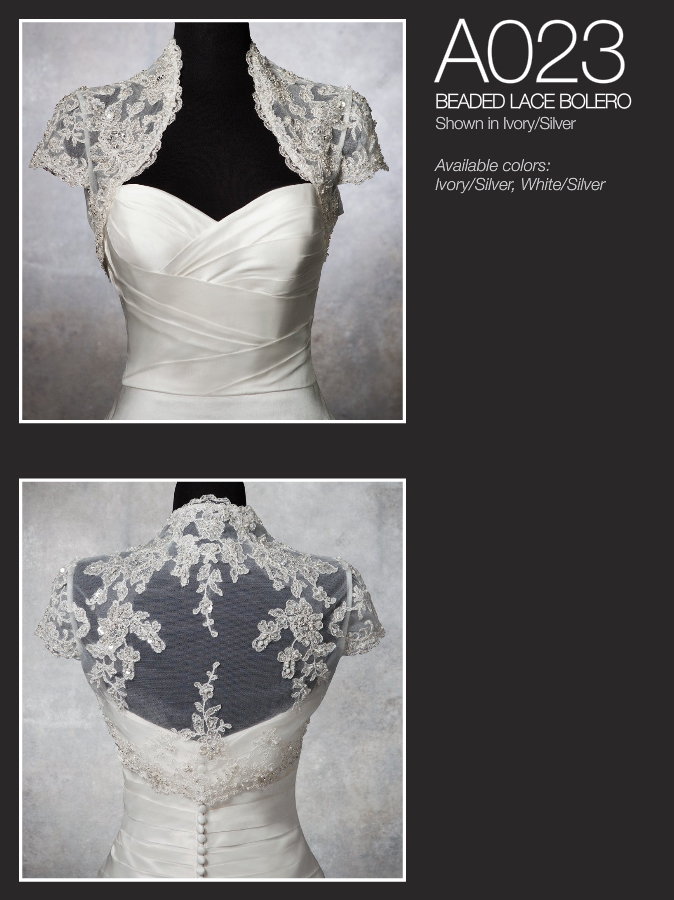 A023
BEADED LACE BOLERO
Shown in Ivory/Silver
Available colors:
Ivory/Silver, White/Silver